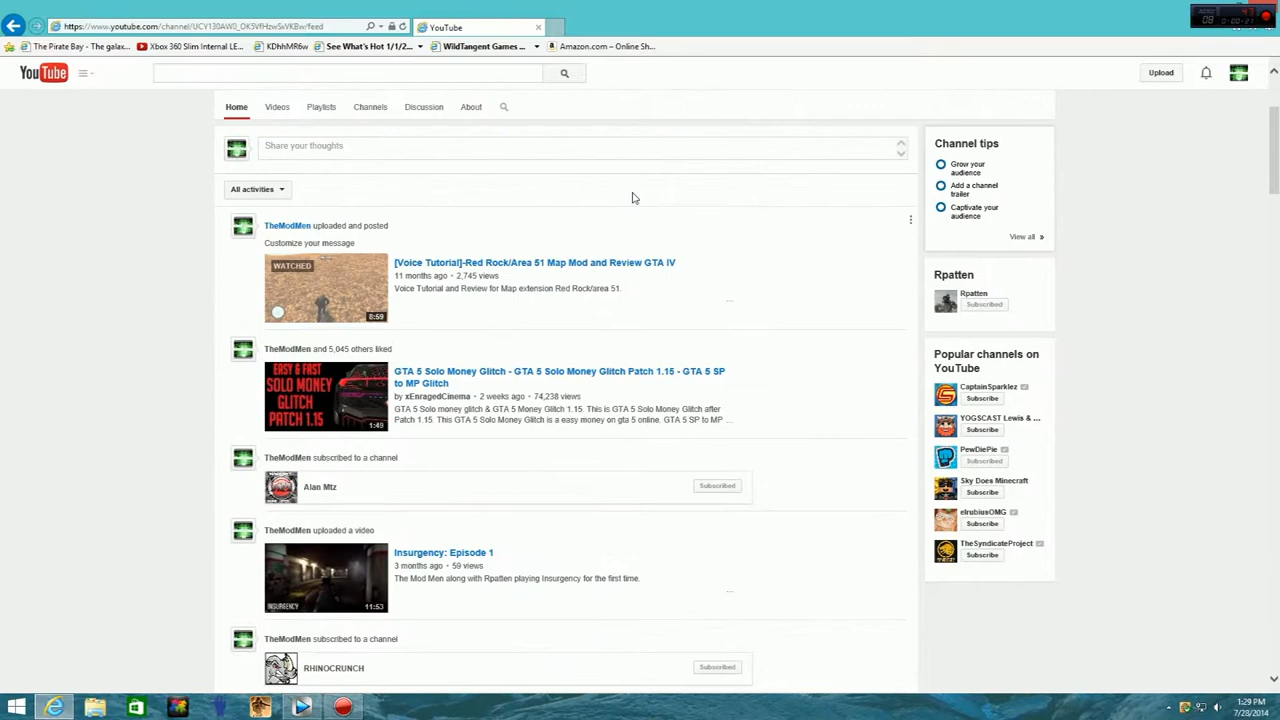 https://www.youtube.com/channel/UCY130AW0_OK5VfHzwSxVKBw/feed
YouTube
The Pirate Bay - The galax...
Xbox 360 Slim Internal LE...
KDhhMR6w
See What's Hot 1/1/2...
WildTangent Games ...
Amazon.com – Online Sh...
YouTube
Upload
Home
Videos
Playlists
Channels
Discussion
About
Share your thoughts
All activities
TheModMen uploaded and posted
Customize your message
WATCHED
8:59
[Voice Tutorial]-Red Rock/Area 51 Map Mod and Review GTA IV
11 months ago • 2,745 views
Voice Tutorial and Review for Map extension Red Rock/area 51.
...
TheModMen and 5,045 others liked
EASY & FAST
SOLO MONEY
GLITCH
PATCH 1.15
1:49
GTA 5 Solo Money Glitch - GTA 5 Solo Money Glitch Patch 1.15 - GTA 5 SP
to MP Glitch
by xEnragedCinema • 2 weeks ago • 74,238 views
GTA 5 Solo money glitch & GTA 5 Money Glitch 1.15. This is GTA 5 Solo Money Glitch after
Patch 1.15. This GTA 5 Solo Money Glitch is a easy money on gta 5 online. GTA 5 SP to MP ...
TheModMen subscribed to a channel
Alan Mtz
Subscribed
TheModMen uploaded a video
INSURGENCY
11:53
Insurgency: Episode 1
3 months ago • 59 views
The Mod Men along with Rpatten playing Insurgency for the first time.
...
TheModMen subscribed to a channel
RHINOCRUNCH
Subscribed
Channel tips
Grow your
audience
Add a channel
trailer
Captivate your
audience
View all »
Rpatten
Rpatten
Subscribed
Popular channels on
YouTube
CaptainSparklez
Subscribe
YOGSCAST Lewis & ...
Subscribe
PewDiePie
Subscribed
Sky Does Minecraft
Subscribe
elrubiusOMG
Subscribe
TheSyndicateProject
Subscribe
1:29 PM
7/28/2014